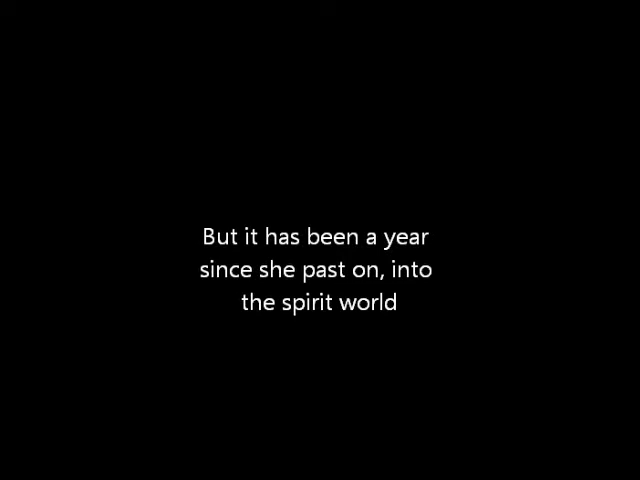 But it has been a year
since she past on, into
the spirit world